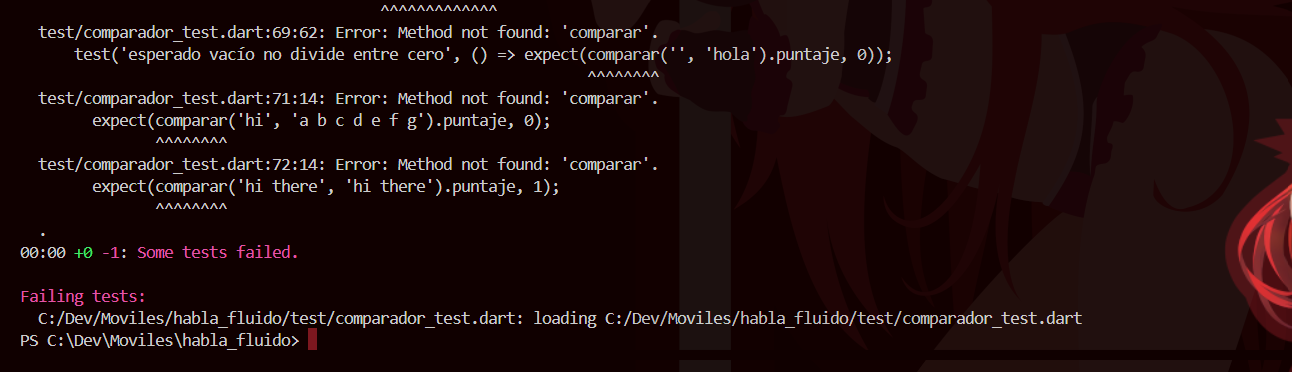 ^^^^^^^^^^^^^
test/comparador_test.dart:69:62: Error: Method not found: 'comparar'.
test('esperado vacío no divide entre cero', () => expect(comparar('', 'hola').puntaje, 0));
^^^^^^^^
test/comparador_test.dart:71:14: Error: Method not found: 'comparar'.
expect(comparar('hi', 'a b c d e f g').puntaje, 0);
^^^^^^^^
test/comparador_test.dart:72:14: Error: Method not found: 'comparar'.
expect(comparar('hi there', 'hi there').puntaje, 1);
^^^^^^^^
.
00:00 +0 -1: Some tests failed.
Failing tests:
C:/Dev/Moviles/habla_fluido/test/comparador_test.dart: loading C:/Dev/Moviles/habla_fluido/test/comparador_test.dart
PS C:\Dev\Moviles\habla_fluido>